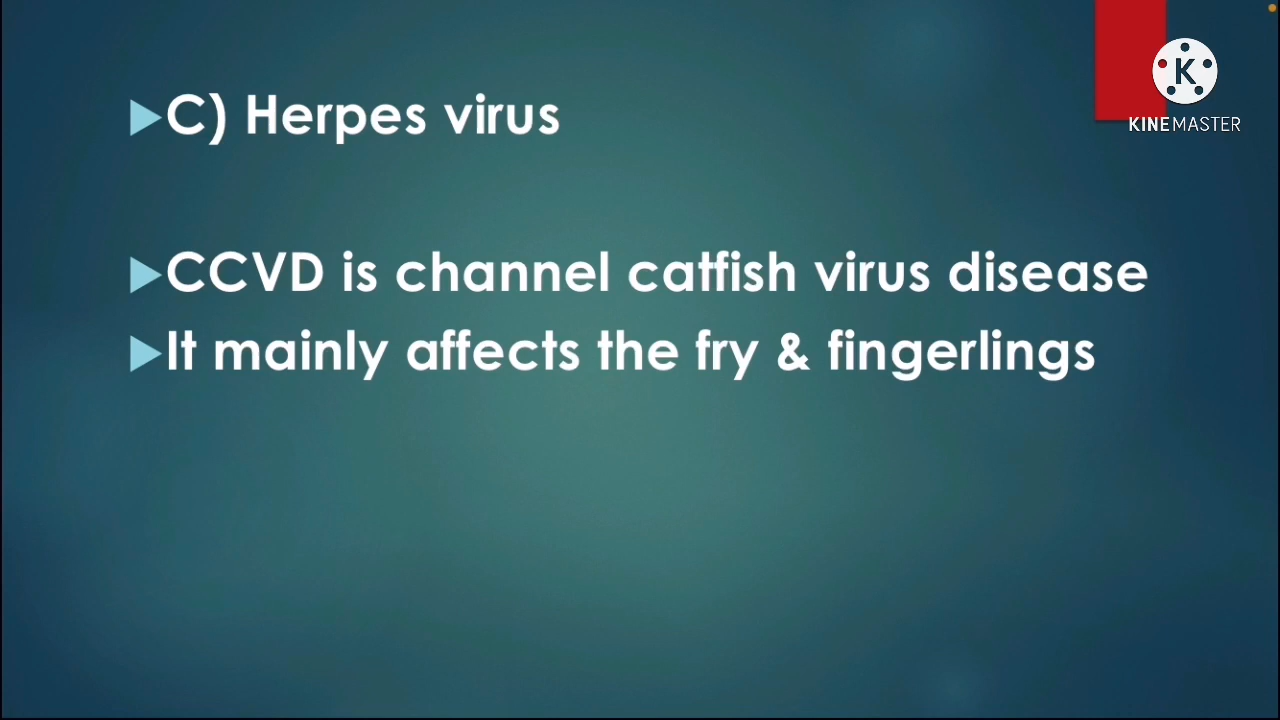 C) Herpes virus
CCVD is channel catfish virus disease
It mainly affects the fry & fingerlings
K
KINEMASTER